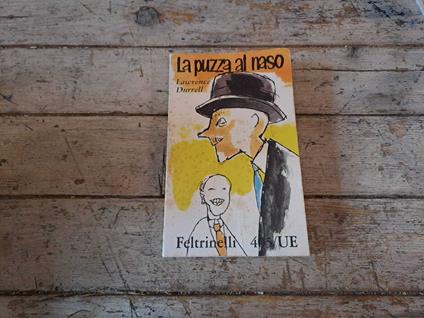 La puzza al naso
Lawrence
Durrell
Feltrinelli /UE